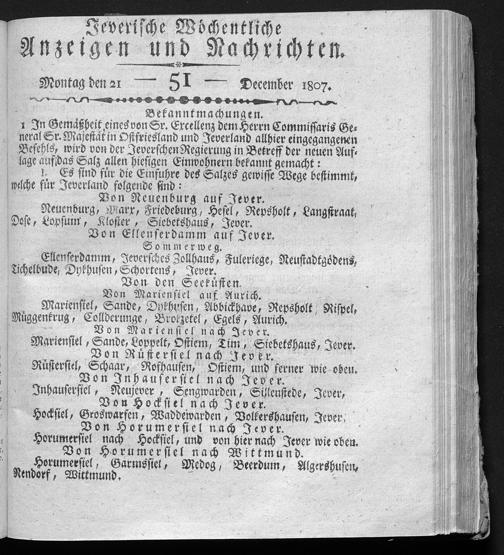 Jeverische Wöchentliche
Anzeigen und Nachrichten.
Montag den 21 — 51 — December 1807.
Bekanntmachungen.
1 In Gemäßheit eines von Sr. Excellenz dem Herrn Commissaris Ge-
neral Sr. Majestät in Ostfriesland und Jeverland allhier eingegangenen
Befehls, wird von der Jeverschen Regierung in Betreff der neuen Auf-
lage auf das Salz allen hiesigen Einwohnern bekannt gemacht:
1. Es sind für die Einfuhre des Salzes gewisse Wege bestimmt,
welche für Jeverland folgende sind:
Von Neuenburg auf Jever.
Neuenburg, Marx, Friedeburg, Hesel, Repsholt, Langstraat,
Dose, Lopsum, Kloster, Siebetshaus, Jever.
Von Ellenserdamm auf Jever.
Sommerweg.
Ellenserdamm, Jeversches Zollhaus, Fuleriege, Neustadtgödens,
Tichelbude, Dykhusen, Schortens, Jever.
Von den Seeküsten.
Von Mariensiel auf Aurich.
Mariensiel, Sande, Dykhusen, Abbickhave, Repsholt, Rispel,
Müggenkrug, Collderunge, Brokzetel, Egels, Aurich.
Von Mariensiel nach Jever.
Mariensiel, Sande, Loppelt, Ostiem, Tim, Siebetshaus, Jever.
Von Rüstersiel nach Jever.
Rüstersiel, Schaar, Rofhausen, Ostiem, und ferner wie oben.
Von Inhausersiel nach Jever.
Inhausersiel, Neujever, Sengwarden, Sillenstede, Jever,
Von Hocksiel nach Jever.
Hocksiel, Groswarfen, Waddewarden, Volkershausen, Jever.
Von Horumersiel nach Jever.
Horumersiel nach Hocksiel, und von hier nach Jever wie oben.
Von Horumersiel nach Wittmund.
Horumersiel, Garmssiel, Medog, Beerdum, Algershusen,
Nendorf, Wittmund.